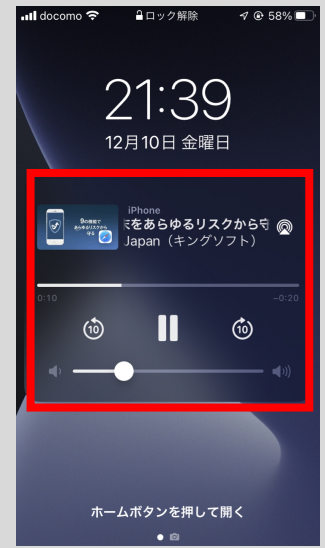 docomo ロック解除 58%
21:39
12月10日 金曜日
9の機能で
あらゆるリスクから
守る
iPhone
をあらゆるリスクから守
Japan（キングソフト）
0:10 -0:20
10 10
ホームボタンを押して開く